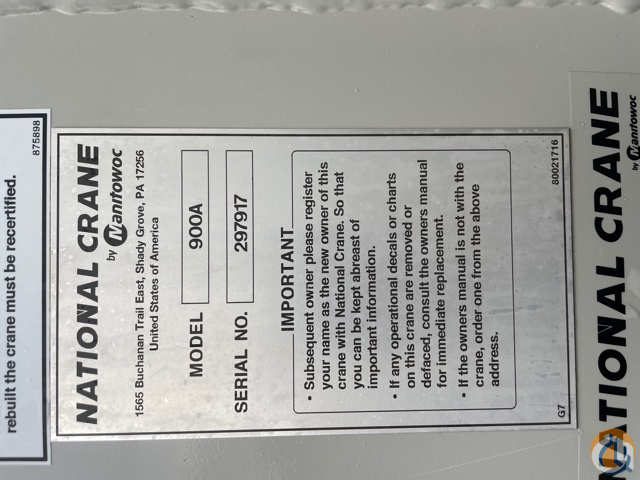 rebuilt the crane must be recertified.
875898
NATIONAL CRANE
by Manitowoc
1565 Buchanan Trail East, Shady Grove, PA 17256
United States of America
MODEL 900A
SERIAL NO. 297917
IMPORTANT
• Subsequent owner please register
your name as the new owner of this
crane with National Crane. So that
you can be kept abreast of
important information.
• If any operational decals or charts
on this crane are removed or
defaced, consult the owners manual
for immediate replacement.
• If the owners manual is not with the
crane, order one from the above
address.
G7 80021716
NATIONAL CRANE
by Manitowoc